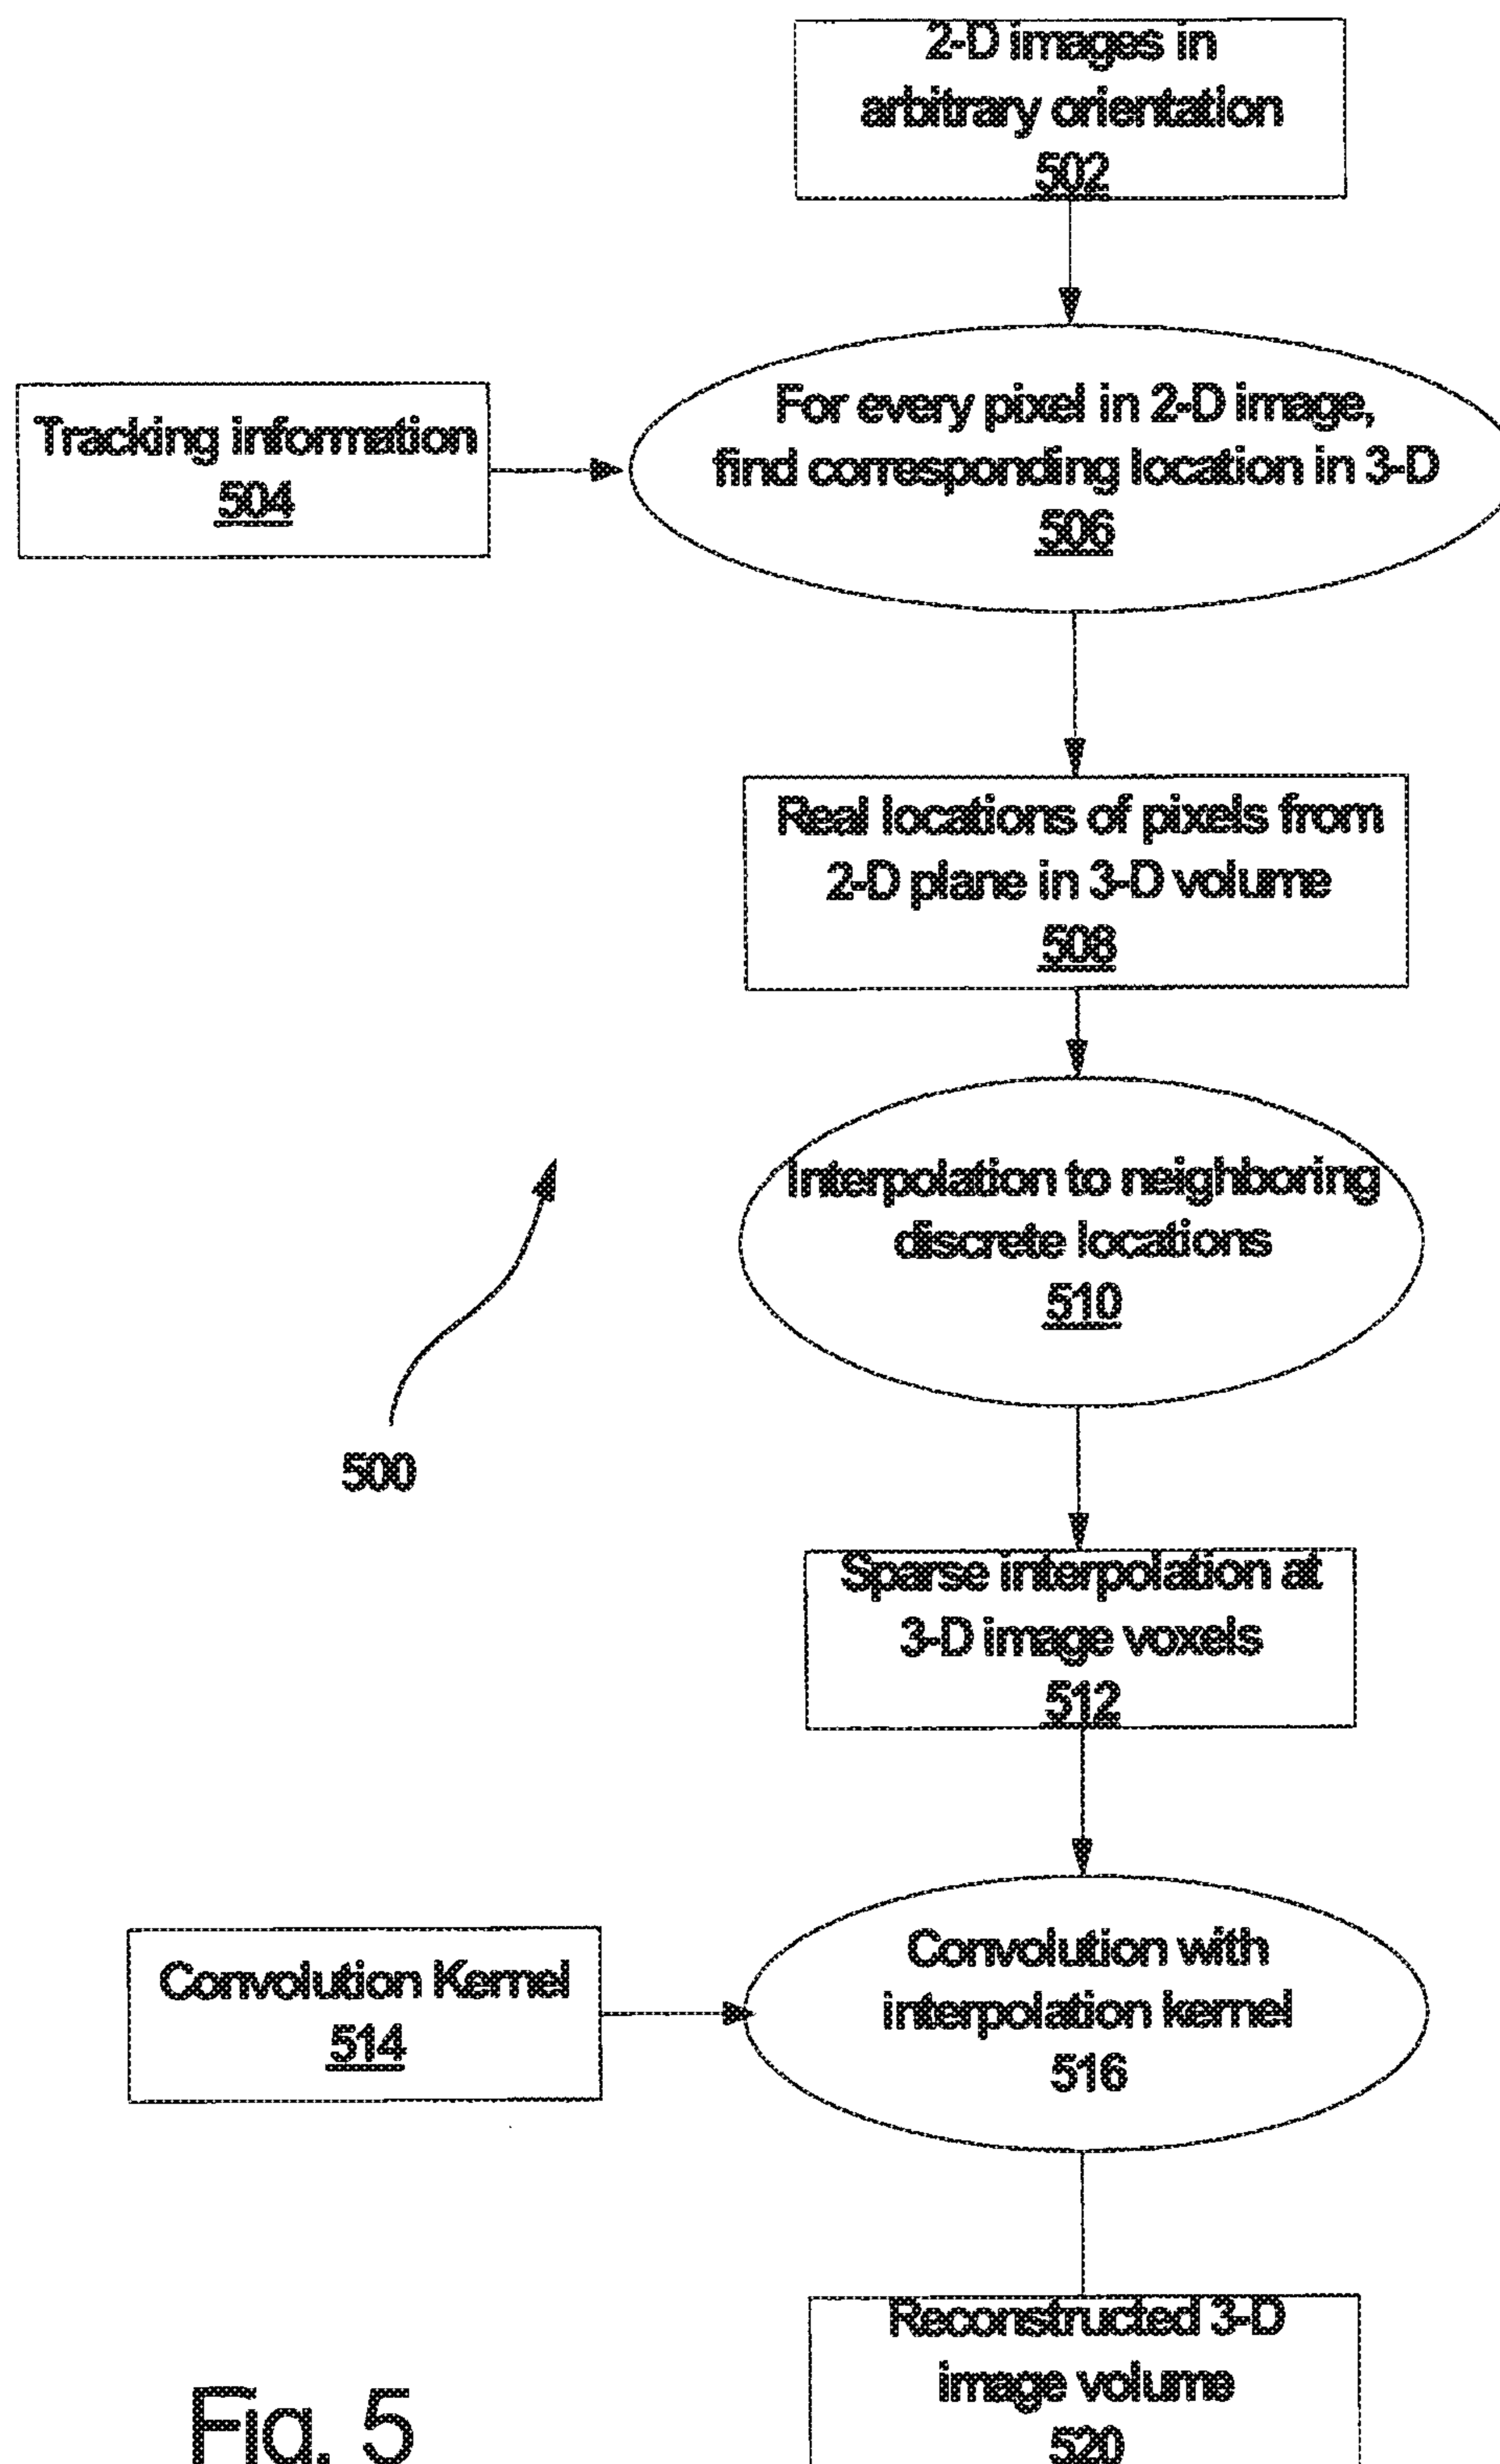 2-D images in
arbitrary orientation
502
Tracking information
504
For every pixel in 2-D image,
find corresponding location in 3-D
506
Real locations of pixels from
2-D plane in 3-D volume
508
Interpolation to neighboring
discrete locations
510
500
Sparse interpolation at
3-D image voxels
512
Convolution Kernel
514
Convolution with
interpolation kernel
516
Reconstructed 3-D
image volume
520
Fig. 5